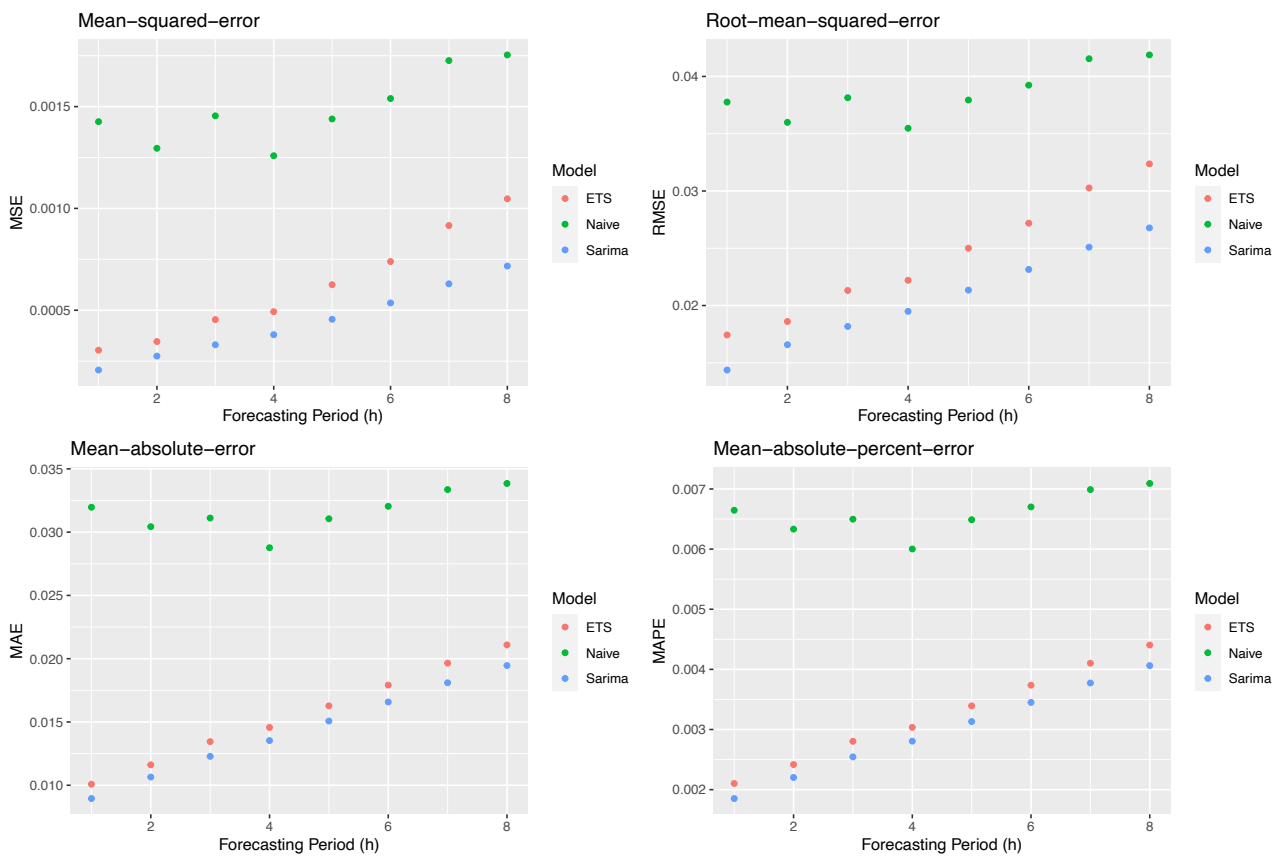 Mean−squared−error
MSE
0.0015
0.0010
0.0005
2 4 6 8
Forecasting Period (h)
Model
ETS
Naive
Sarima
Root−mean−squared−error
RMSE
0.04
0.03
0.02
2 4 6 8
Forecasting Period (h)
Model
ETS
Naive
Sarima
Mean−absolute−error
MAE
0.035
0.030
0.025
0.020
0.015
0.010
2 4 6 8
Forecasting Period (h)
Model
ETS
Naive
Sarima
Mean−absolute−percent−error
MAPE
0.007
0.006
0.005
0.004
0.003
0.002
2 4 6 8
Forecasting Period (h)
Model
ETS
Naive
Sarima